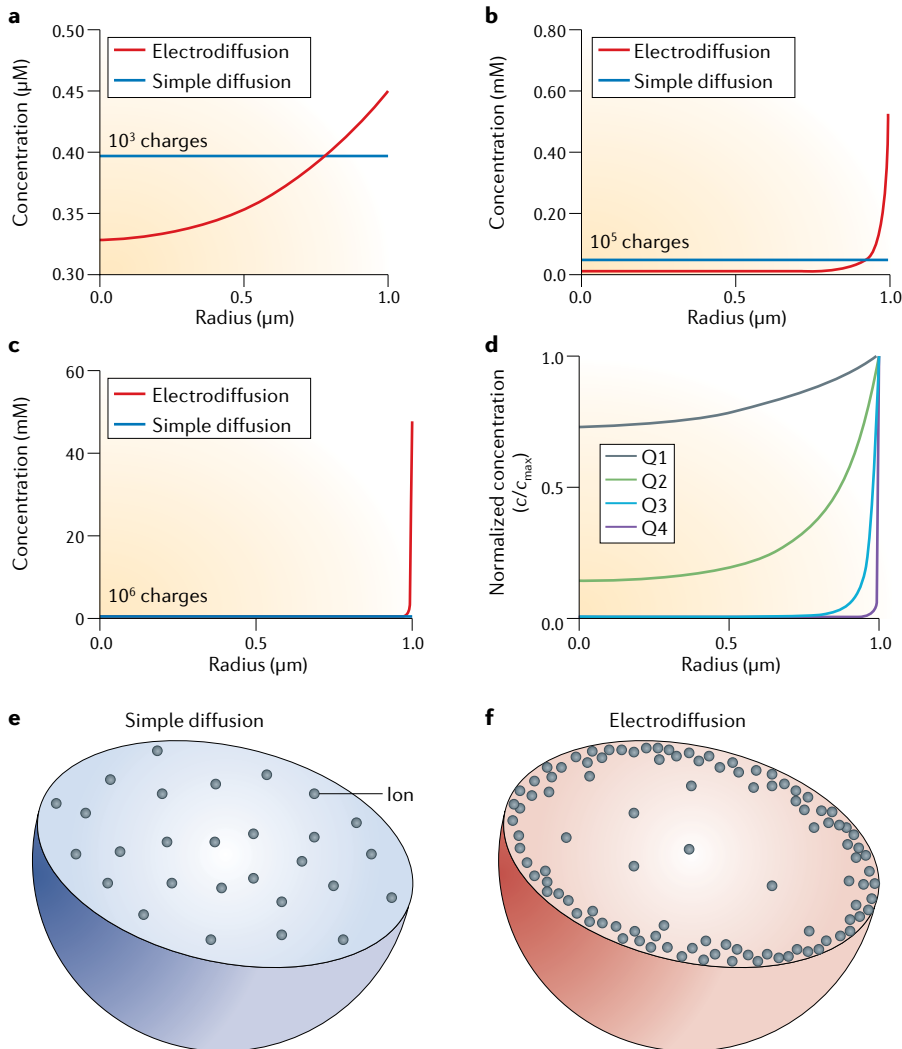 a
0.50
0.45
0.40
0.35
0.30
Concentration (µM)
Electrodiffusion
Simple diffusion
10³ charges
0.0
0.5
1.0
Radius (µm)
b
0.80
0.60
0.40
0.20
0.0
Concentration (mM)
Electrodiffusion
Simple diffusion
10⁵ charges
0.0
0.5
1.0
Radius (µm)
c
60
40
20
0
Concentration (mM)
Electrodiffusion
Simple diffusion
10⁶ charges
0.0
0.5
1.0
Radius (µm)
d
1.0
0.5
0.0
Normalized concentration
(c/cmax)
Q1
Q2
Q3
Q4
0.0
0.5
1.0
Radius (µm)
e
Simple diffusion
Ion
f
Electrodiffusion